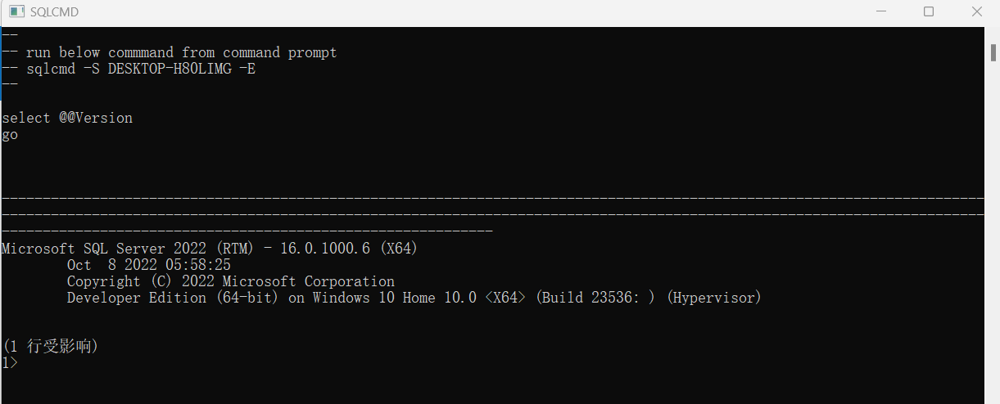 SQLCMD
--
-- run below commmand from command prompt
-- sqlcmd -S DESKTOP-H80LIMG -E
--
select @@Version
go
------------------------------------------------------------------------------------------------------------------------
------------------------------------------------------------------------------------------------------------------------
------------------------------------------------------------
Microsoft SQL Server 2022 (RTM) - 16.0.1000.6 (X64)
Oct  8 2022 05:58:25
Copyright (C) 2022 Microsoft Corporation
Developer Edition (64-bit) on Windows 10 Home 10.0 <X64> (Build 23536: ) (Hypervisor)
(1 行受影响)
1>